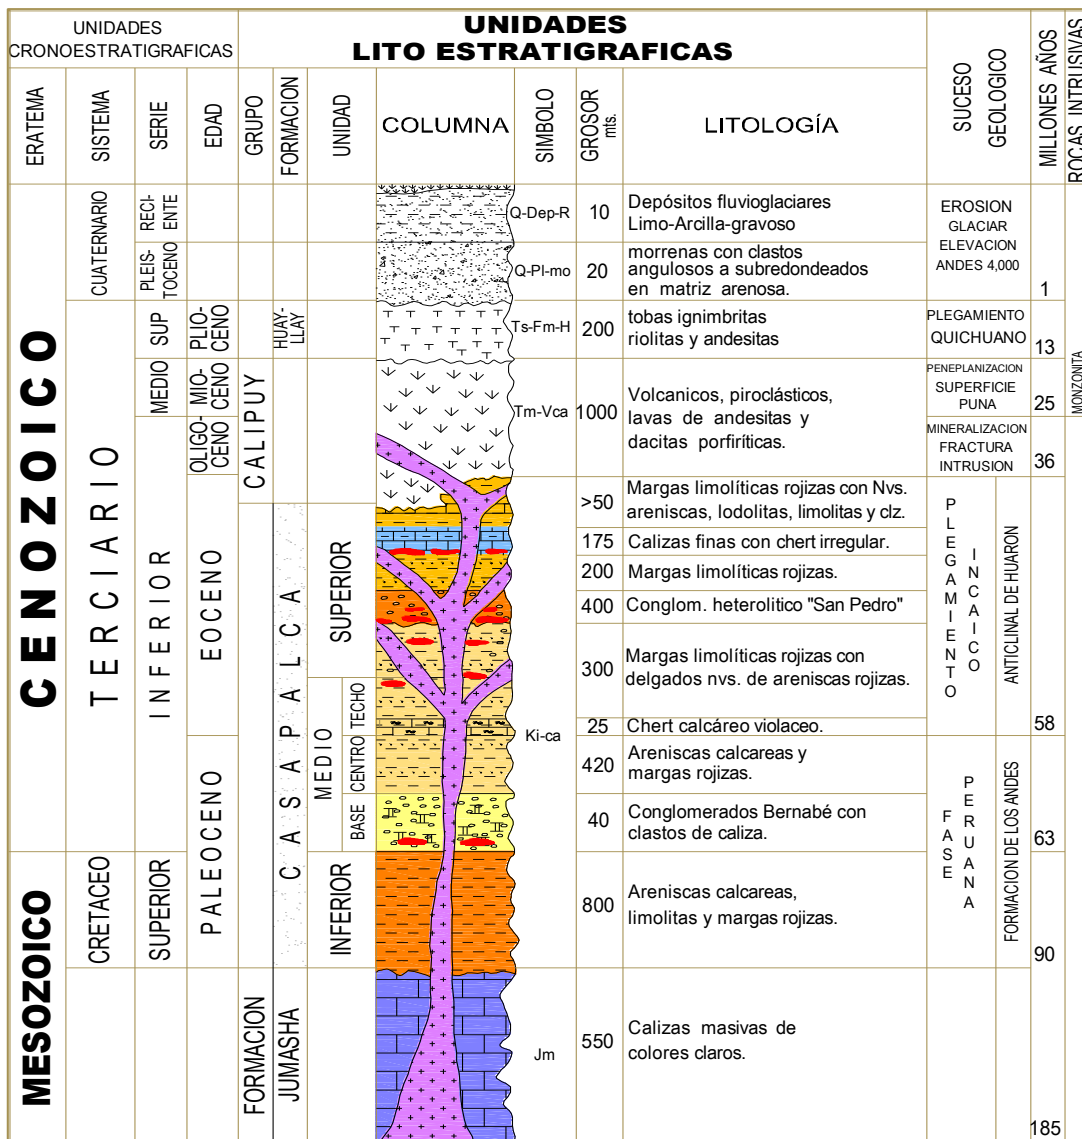 UNIDADES
CRONOESTRATIGRAFICAS
UNIDADES
LITO ESTRATIGRAFICAS
ERATEMA
SISTEMA
SERIE
EDAD
GRUPO
FORMACION
UNIDAD
COLUMNA
SIMBOLO
GROSOR
mts.
LITOLOGÍA
SUCESO
GEOLOGICO
MILLONES AÑOS
ROCAS INTRUSIVAS
CENOZOICO
MESOZOICO
CUATERNARIO
TERCIARIO
CRETACEO
RECI-
ENTE
PLEIS-
TOCENO
SUP
MEDIO
INFERIOR
SUPERIOR
PLIO-
CENO
MIO-
CENO
OLIGO-
CENO
EOCENO
PALEOCENO
HUAY-
LLAY
CALIPUY
FORMACION
CASAPALCA
JUMASHA
SUPERIOR
MEDIO
TECHO
CENTRO
BASE
INFERIOR
Q-Dep-R
10
Depósitos fluvioglaciares
Limo-Arcilla-gravoso
Q-Pl-mo
20
morrenas con clastos
angulosos a subredondeados
en matriz arenosa.
Ts-Fm-H
200
tobas ignimbritas
riolitas y andesitas
Tm-Vca
1000
Volcanicos, piroclásticos,
lavas de andesitas y
dacitas porfiríticas.
>50
Margas limolíticas rojizas con Nvs.
areniscas, lodolitas, limolitas y clz.
175
Calizas finas con chert irregular.
200
Margas limolíticas rojizas.
400
Conglom. heterolitico "San Pedro"
300
Margas limolíticas rojizas con
delgados nvs. de areniscas rojizas.
Ki-ca
25
Chert calcáreo violaceo.
420
Areniscas calcareas y
margas rojizas.
40
Conglomerados Bernabé con
clastos de caliza.
800
Areniscas calcareas,
limolitas y margas rojizas.
Jm
550
Calizas masivas de
colores claros.
EROSION
GLACIAR
ELEVACION
ANDES 4,000
1
PLEGAMIENTO
QUICHUANO
13
PENEPLANIZACION
SUPERFICIE
PUNA
25
MINERALIZACION
FRACTURA
INTRUSION
36
PLEGAMIENTO
INCAICO
ANTICLINAL DE HUARON
58
FASE
PERUANA
FORMACION DE LOS ANDES
63
90
185
MONZONITA